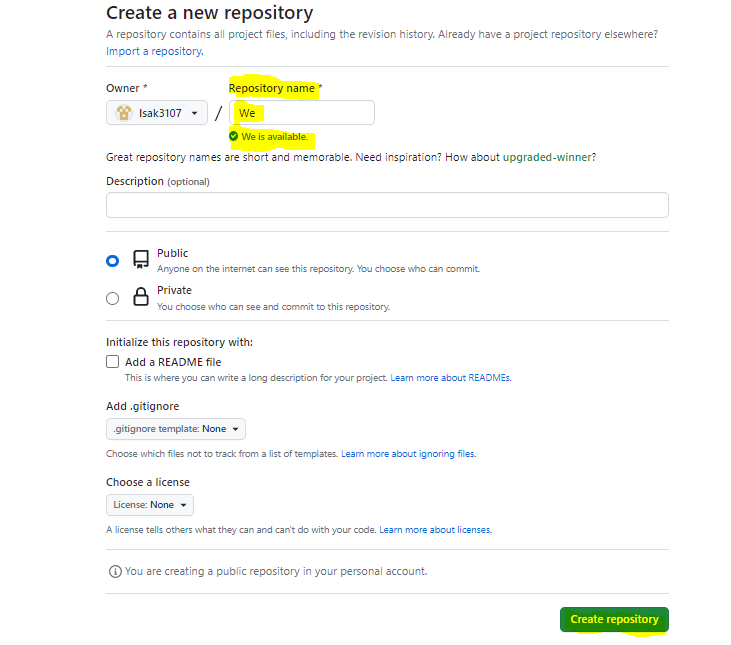 Create a new repository
A repository contains all project files, including the revision history. Already have a project repository elsewhere?
Import a repository.
Owner *
Repository name *
Isak3107
/
We
We is available.
Great repository names are short and memorable. Need inspiration? How about upgraded-winner?
Description (optional)
Public
Anyone on the internet can see this repository. You choose who can commit.
Private
You choose who can see and commit to this repository.
Initialize this repository with:
Add a README file
This is where you can write a long description for your project. Learn more about READMEs.
Add .gitignore
.gitignore template: None
Choose which files not to track from a list of templates. Learn more about ignoring files.
Choose a license
License: None
A license tells others what they can and can't do with your code. Learn more about licenses.
You are creating a public repository in your personal account.
Create repository